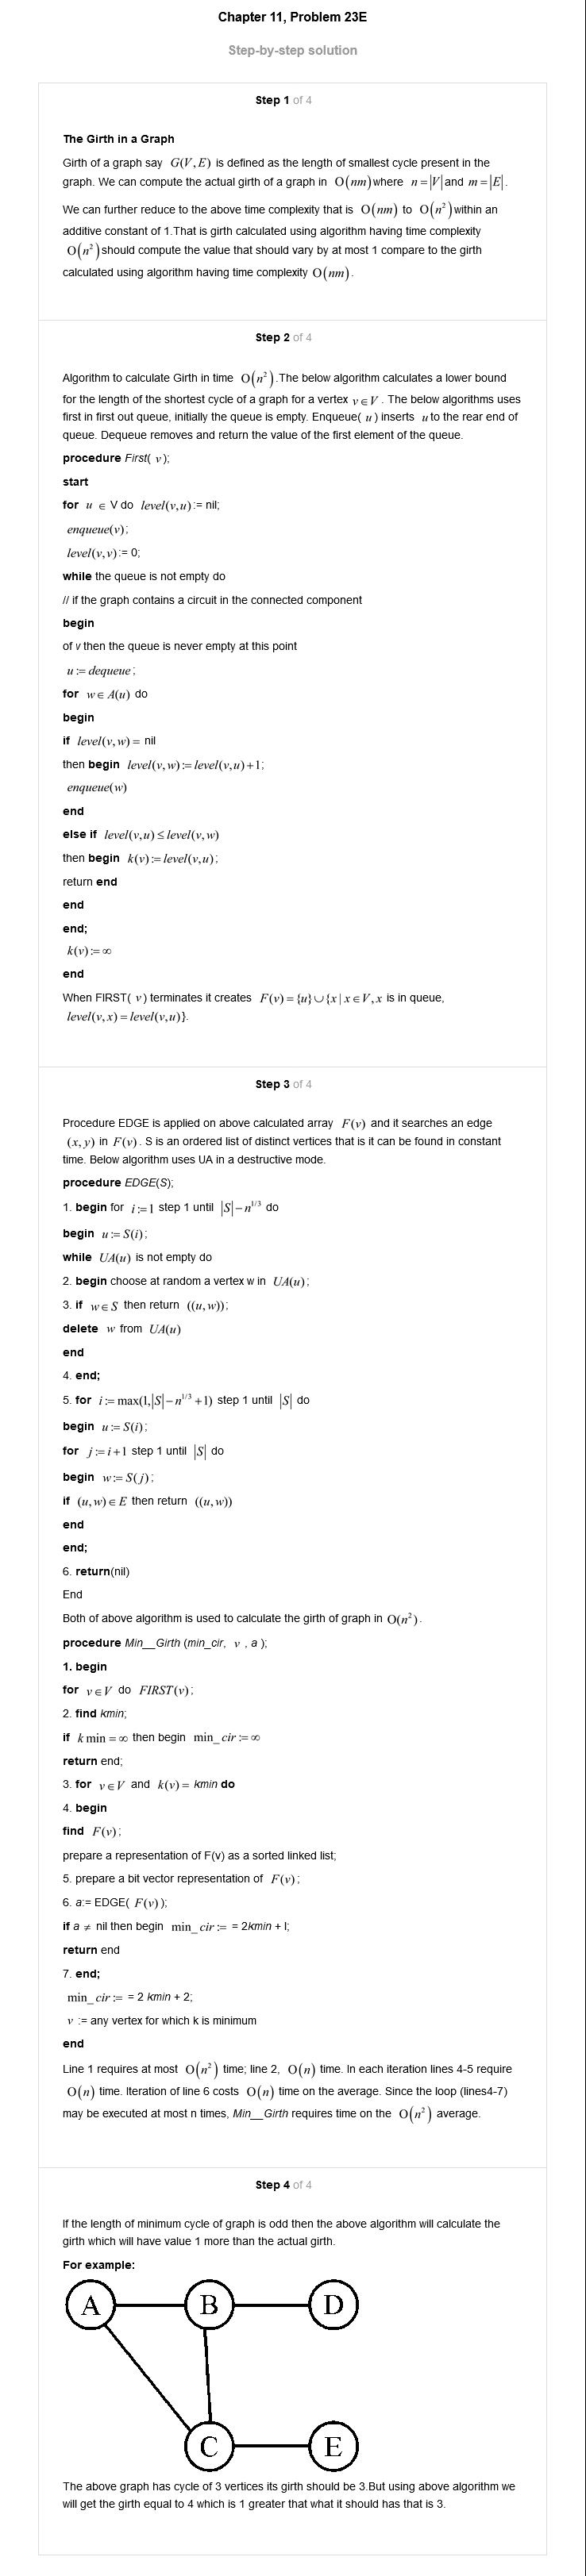 Chapter 11, Problem 23E
Step-by-step solution
Step 1 of 4
The Girth in a Graph
Girth of a graph say G(V,E) is defined as the length of smallest cycle present in the
graph. We can compute the actual girth of a graph in O(nm) where n=|V| and m=|E|.
We can further reduce to the above time complexity that is O(nm) to O(n²) within an
additive constant of 1.That is girth calculated using algorithm having time complexity
O(n²) should compute the value that should vary by at most 1 compare to the girth
calculated using algorithm having time complexity O(nm).
Step 2 of 4
Algorithm to calculate Girth in time O(n²).The below algorithm calculates a lower bound
for the length of the shortest cycle of a graph for a vertex v∈V. The below algorithms uses
first in first out queue, initially the queue is empty. Enqueue( u ) inserts u to the rear end of
queue. Dequeue removes and return the value of the first element of the queue.
procedure First( v );
start
for u ∈ V do level(v,u):= nil;
enqueue(v);
level(v,v):= 0;
while the queue is not empty do
// if the graph contains a circuit in the connected component
begin
of v then the queue is never empty at this point
u := dequeue;
for w∈A(u) do
begin
if level(v,w) = nil
then begin level(v,w):=level(v,u)+1;
enqueue(w)
end
else if level(v,u)≤level(v,w)
then begin k(v):=level(v,u);
return end
end
end;
k(v):=∞
end
When FIRST( v ) terminates it creates F(v)={u}∪{x|x∈V,x is in queue,
level(v,x)=level(v,u)}.
Step 3 of 4
Procedure EDGE is applied on above calculated array F(v) and it searches an edge
(x,y) in F(v). S is an ordered list of distinct vertices that is it can be found in constant
time. Below algorithm uses UA in a destructive mode.
procedure EDGE(S);
1. begin for i:=1 step 1 until |S|−n^{1/3} do
begin u:=S(i);
while UA(u) is not empty do
2. begin choose at random a vertex w in UA(u);
3. if w∈S then return ((u,w));
delete w from UA(u)
end
4. end;
5. for i:=max(1,|S|−n^{1/3}+1) step 1 until |S| do
begin u:=S(i);
for j:=i+1 step 1 until |S| do
begin w:=S(j);
if (u,w)∈E then return ((u,w))
end
end;
6. return(nil)
End
Both of above algorithm is used to calculate the girth of graph in O(n²).
procedure Min__Girth (min_cir, v , a );
1. begin
for v∈V do FIRST(v);
2. find kmin;
if k min = ∞ then begin min_cir:=∞
return end;
3. for v∈V and k(v)= kmin do
4. begin
find F(v);
prepare a representation of F(v) as a sorted linked list;
5. prepare a bit vector representation of F(v);
6. a:= EDGE( F(v) );
if a ≠ nil then begin min_cir:= = 2kmin + l;
return end
7. end;
min_cir:= = 2 kmin + 2;
v := any vertex for which k is minimum
end
Line 1 requires at most O(n²) time; line 2, O(n) time. In each iteration lines 4-5 require
O(n) time. Iteration of line 6 costs O(n) time on the average. Since the loop (lines4-7)
may be executed at most n times, Min__Girth requires time on the O(n²) average.
Step 4 of 4
If the length of minimum cycle of graph is odd then the above algorithm will calculate the
girth which will have value 1 more than the actual girth.
For example:
A B D
C E
The above graph has cycle of 3 vertices its girth should be 3.But using above algorithm we
will get the girth equal to 4 which is 1 greater that what it should has that is 3.